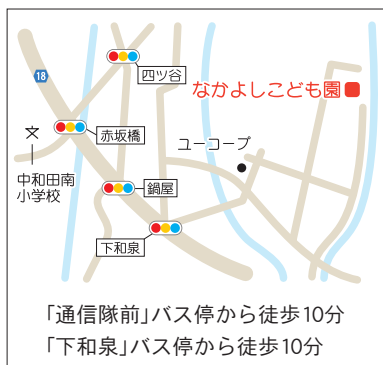 四ツ谷
18
なかよしこども園
赤坂橋
文
ユーコープ
中和田南
小学校
鍋屋
下和泉
「通信隊前」バス停から徒歩10分
「下和泉」バス停から徒歩10分